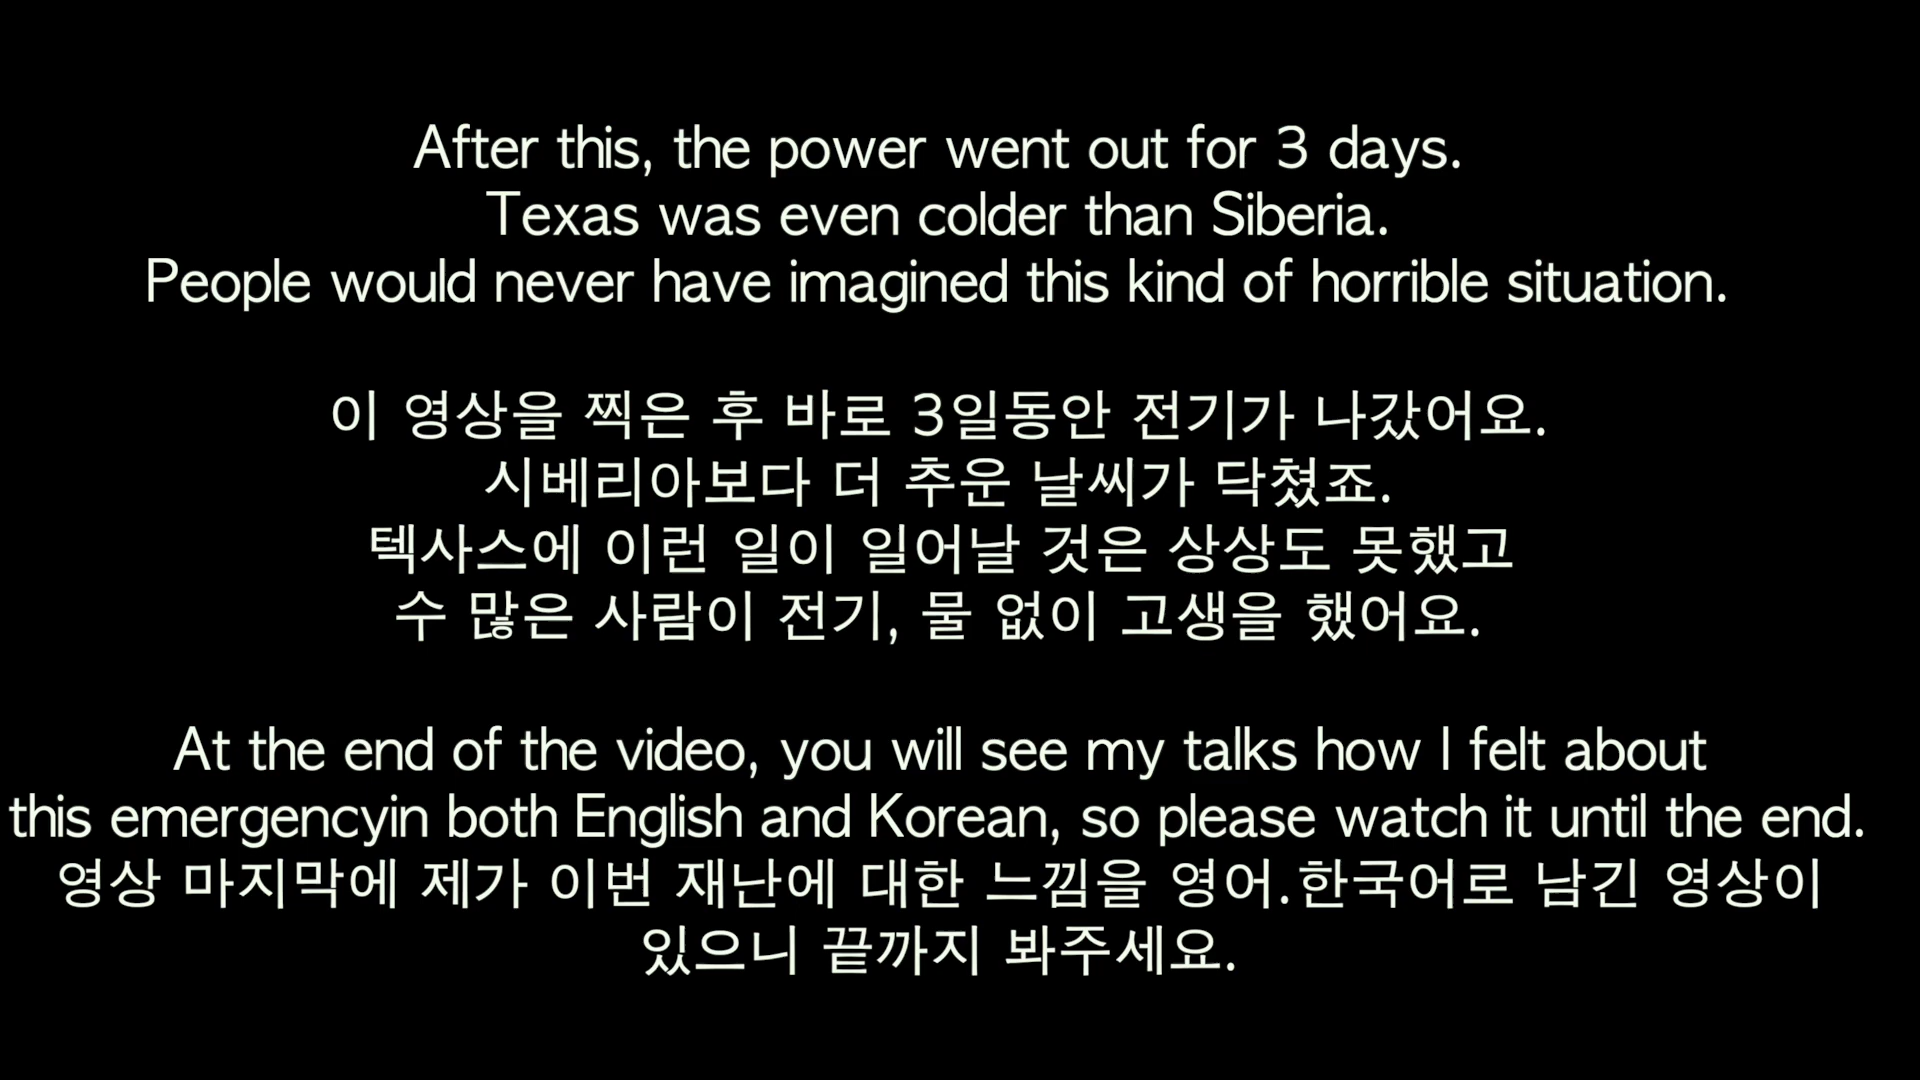 After this, the power went out for 3 days.
Texas was even colder than Siberia.
People would never have imagined this kind of horrible situation.
이 영상을 찍은 후 바로 3일동안 전기가 나갔어요.
시베리아보다 더 추운 날씨가 닥쳤죠.
텍사스에 이런 일이 일어날 것은 상상도 못했고
수 많은 사람이 전기, 물 없이 고생을 했어요.
At the end of the video, you will see my talks how I felt about
this emergencyin both English and Korean, so please watch it until the end.
영상 마지막에 제가 이번 재난에 대한 느낌을 영어.한국어로 남긴 영상이
있으니 끝까지 봐주세요.